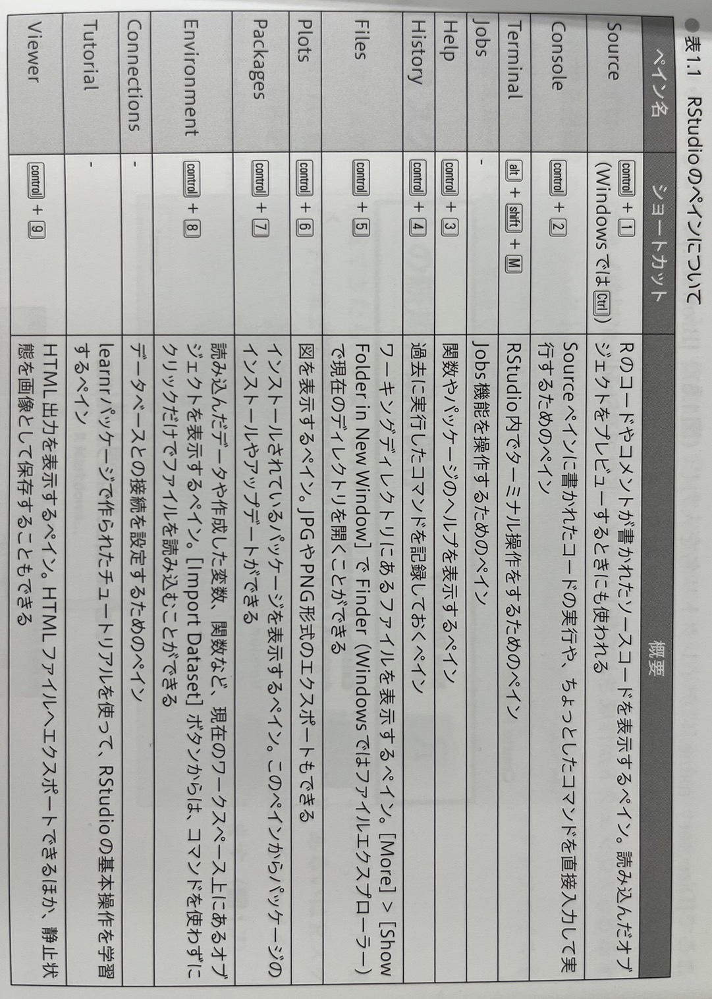 ●表1.1　RStudioのペインについて
ペイン名　ショートカット　概要
Source　control + 1　Rのコードやコメントが書かれたソースコードを表示するペイン。読み込んだオブ
(Windowsでは Ctrl )　ジェクトをプレビューするときにも使われる
Console　control + 2　Sourceペインに書かれたコードの実行や、ちょっとしたコマンドを直接入力して実
行するためのペイン
Terminal　alt + shift + M　RStudio内でターミナル操作をするためのペイン
Jobs　-　Jobs機能を操作するためのペイン
Help　control + 3　関数やパッケージのヘルプを表示するペイン
History　control + 4　過去に実行したコマンドを記録しておくペイン
Files　control + 5　ワーキングディレクトリにあるファイルを表示するペイン。［More］>［Show
Folder in New Window］で Finder（Windowsではファイルエクスプローラー）
で現在のディレクトリを開くことができる
Plots　control + 6　図を表示するペイン。JPGやPNG形式のエクスポートもできる
Packages　control + 7　インストールされているパッケージを表示するペイン。このペインからパッケージの
インストールやアップデートができる
Environment　control + 8　読み込んだデータや作成した変数、関数など、現在のワークスペース上にあるオブ
ジェクトを表示するペイン。［Import Dataset］ボタンからは、コマンドを使わずに
クリックだけでファイルを読み込むことができる
Connections　-　データベースとの接続を設定するためのペイン
Tutorial　-　learnrパッケージで作られたチュートリアルを使って、RStudioの基本操作を学習
するペイン
Viewer　control + 9　HTML出力を表示するペイン。HTMLファイルへエクスポートできるほか、静止状
態を画像として保存することもできる